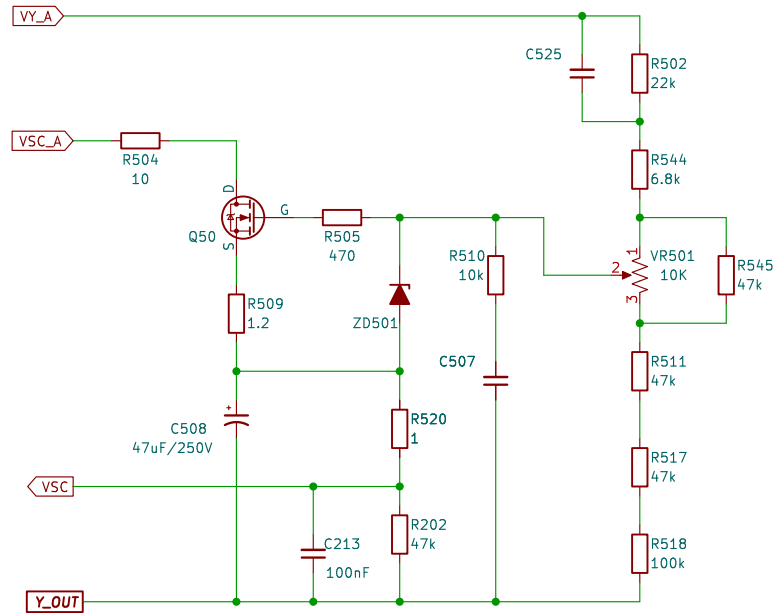 VY_A
C525
R502
22k
VSC_A
R504
10
R544
6.8k
D
G
Q50
S
R505
470
R510
10k
1
2
3
VR501
10K
R545
47k
R509
1.2
ZD501
C507
R511
47k
+
C508
47uF/250V
R520
1
R517
47k
VSC
R202
47k
C213
100nF
R518
100k
Y_OUT